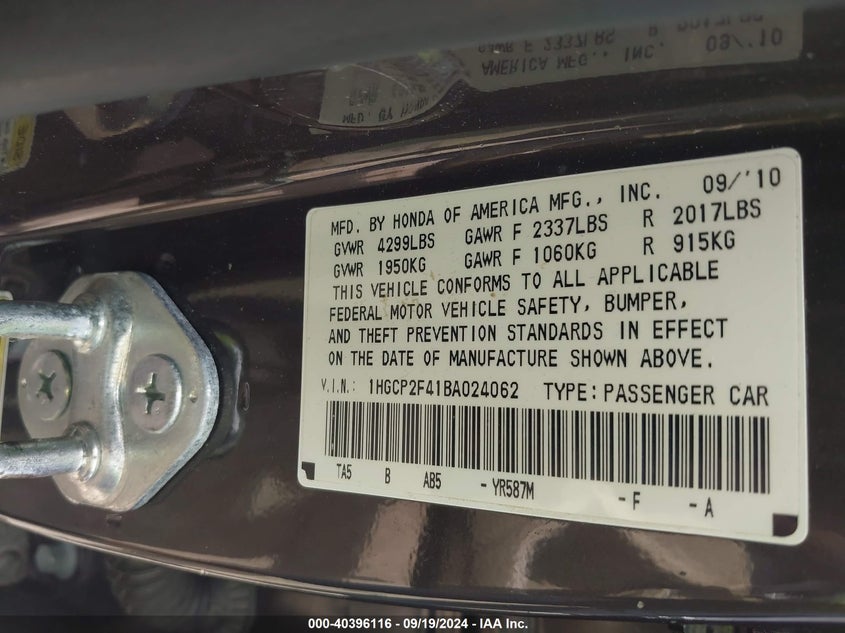 MFD. BY HONDA OF AMERICA MFG., INC. 09/'10
GVWR 4299LBS GAWR F 2337LBS R 2017LBS
GVWR 1950KG GAWR F 1060KG R 915KG
THIS VEHICLE CONFORMS TO ALL APPLICABLE
FEDERAL MOTOR VEHICLE SAFETY, BUMPER,
AND THEFT PREVENTION STANDARDS IN EFFECT
ON THE DATE OF MANUFACTURE SHOWN ABOVE.
V.I.N.: 1HGCP2F41BA024062 TYPE:PASSENGER CAR
TA5 B AB5 -YR587M -F -A
000-40396116 - 09/19/2024 - IAA Inc.